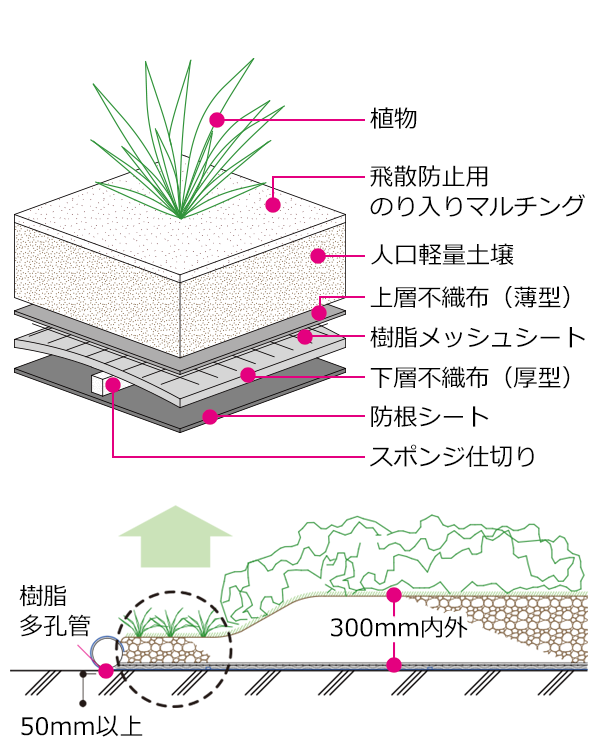 植物
飛散防止用
のり入りマルチング
人口軽量土壌
上層不織布（薄型）
樹脂メッシュシート
下層不織布（厚型）
防根シート
スポンジ仕切り
樹脂
多孔管
300mm内外
50mm以上